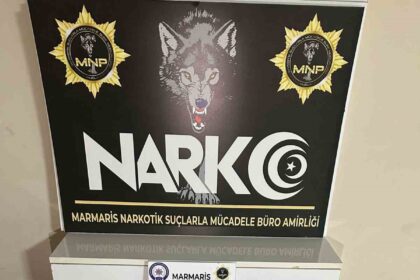 MNP
MNP
NARKO
MARMARİS NARKOTİK SUÇLARLA MÜCADELE BÜRO AMİRLİĞİ
MARMARİS